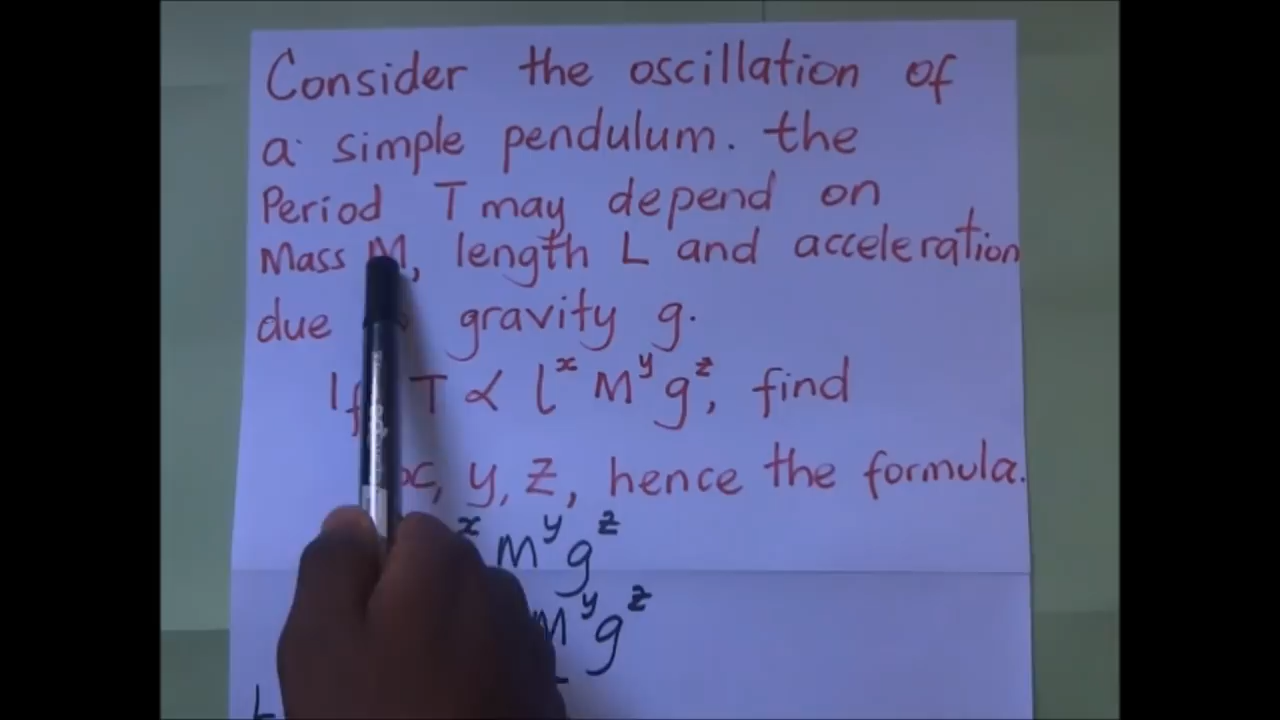 Consider the oscillation of
a simple pendulum. the
Period T may depend on
Mass M, length L and acceleration
due gravity g.
If T ∝ l^x M^y g^z, find
x, y, z, hence the formula.
x M^y g^z
M^y g^z